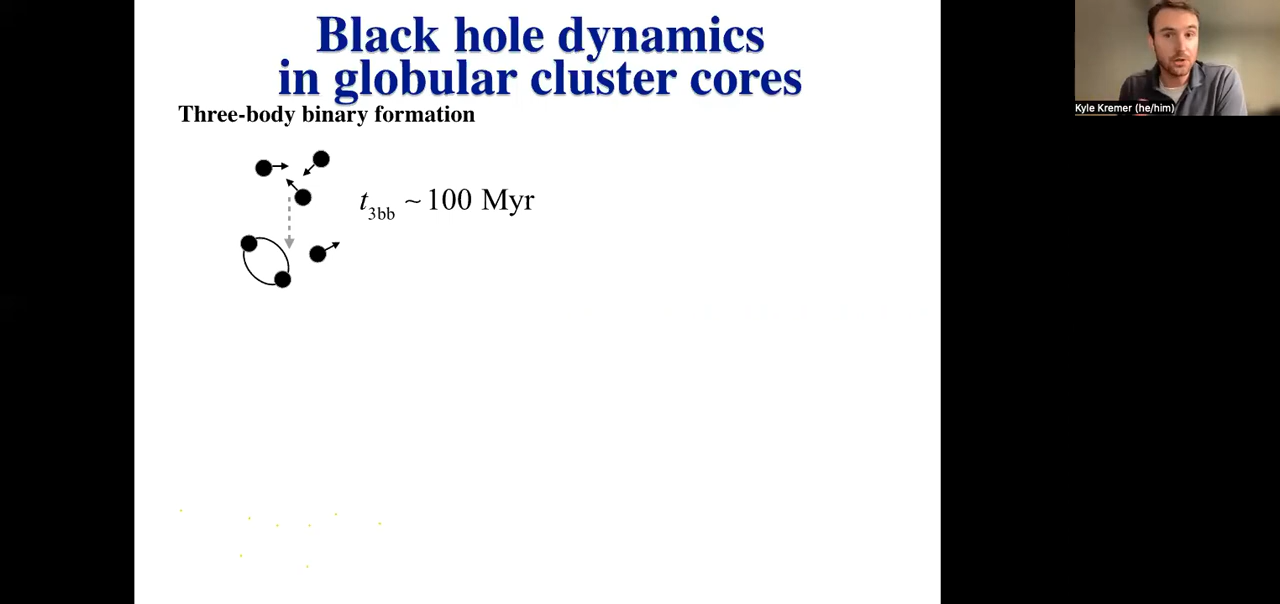 Black hole dynamics
in globular cluster cores
Three-body binary formation
t3bb ~ 100 Myr
Kyle Kremer (he/him)